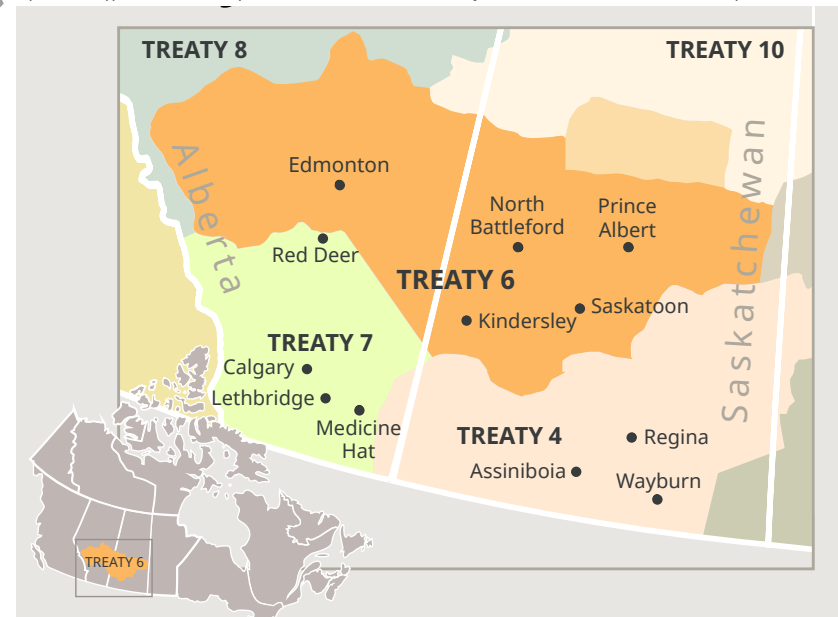 TREATY 8
TREATY 10
Alberta
Saskatchewan
Edmonton
North
Battleford
Prince
Albert
Red Deer
TREATY 6
Saskatoon
Kindersley
TREATY 7
Calgary
Lethbridge
Medicine
Hat
TREATY 4
Regina
Assiniboia
Wayburn
TREATY 6